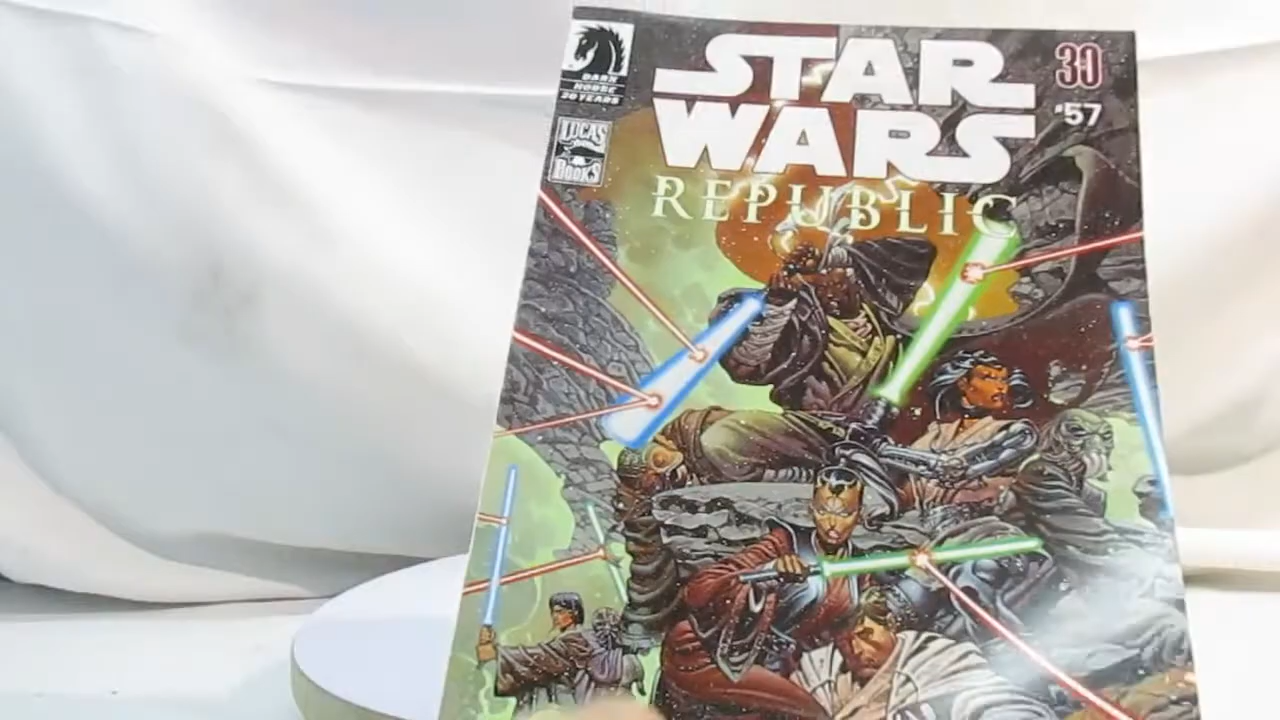 DARK
HORSE
20 YEARS
LUCAS
BOOKS
STAR
WARS
REPUBLIC
30
#57